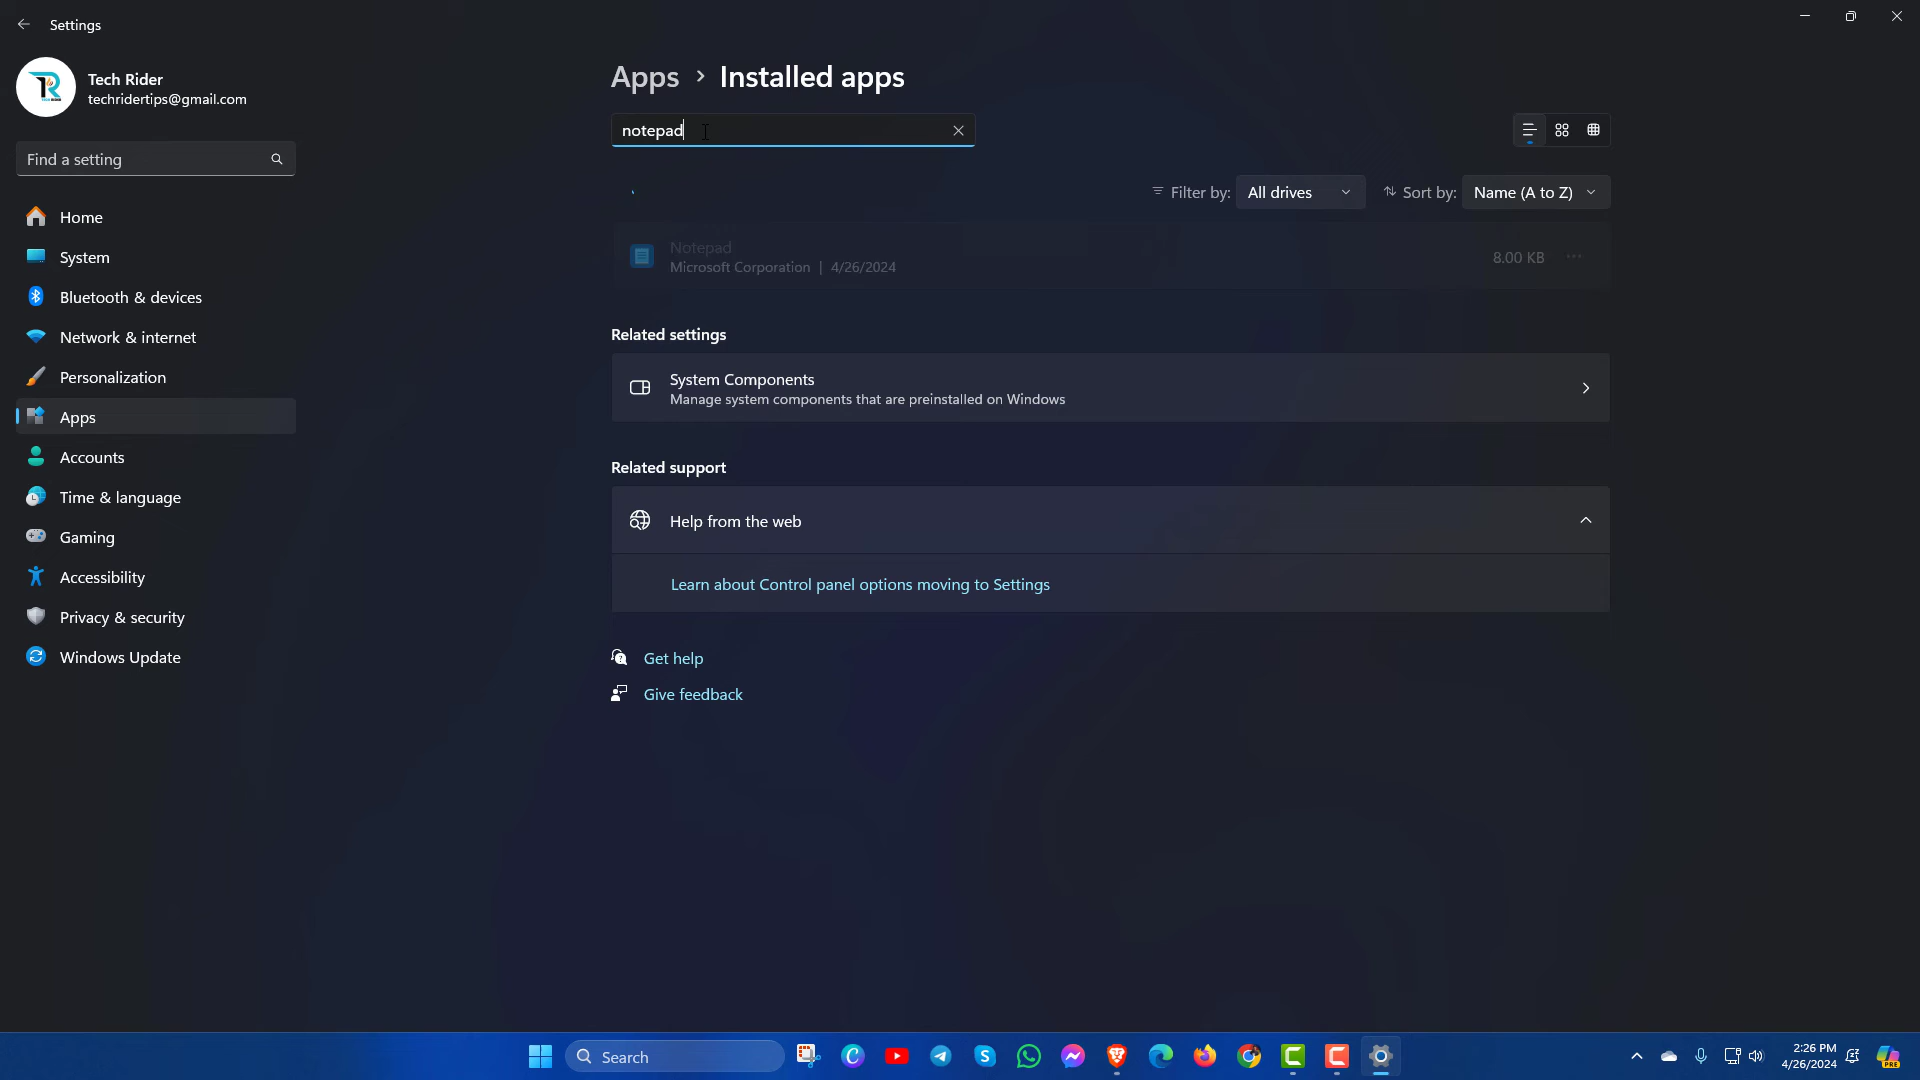 Settings
Tech Rider
techridertips@gmail.com
Find a setting
Home
System
Bluetooth & devices
Network & internet
Personalization
Apps
Accounts
Time & language
Gaming
Accessibility
Privacy & security
Windows Update
Apps > Installed apps
notepad
Filter by: All drives Sort by: Name (A to Z)
Notepad
Microsoft Corporation | 4/26/2024
8.00 KB
Related settings
System Components
Manage system components that are preinstalled on Windows
Related support
Help from the web
Learn about Control panel options moving to Settings
Get help
Give feedback
Search
2:26 PM
4/26/2024
PRE